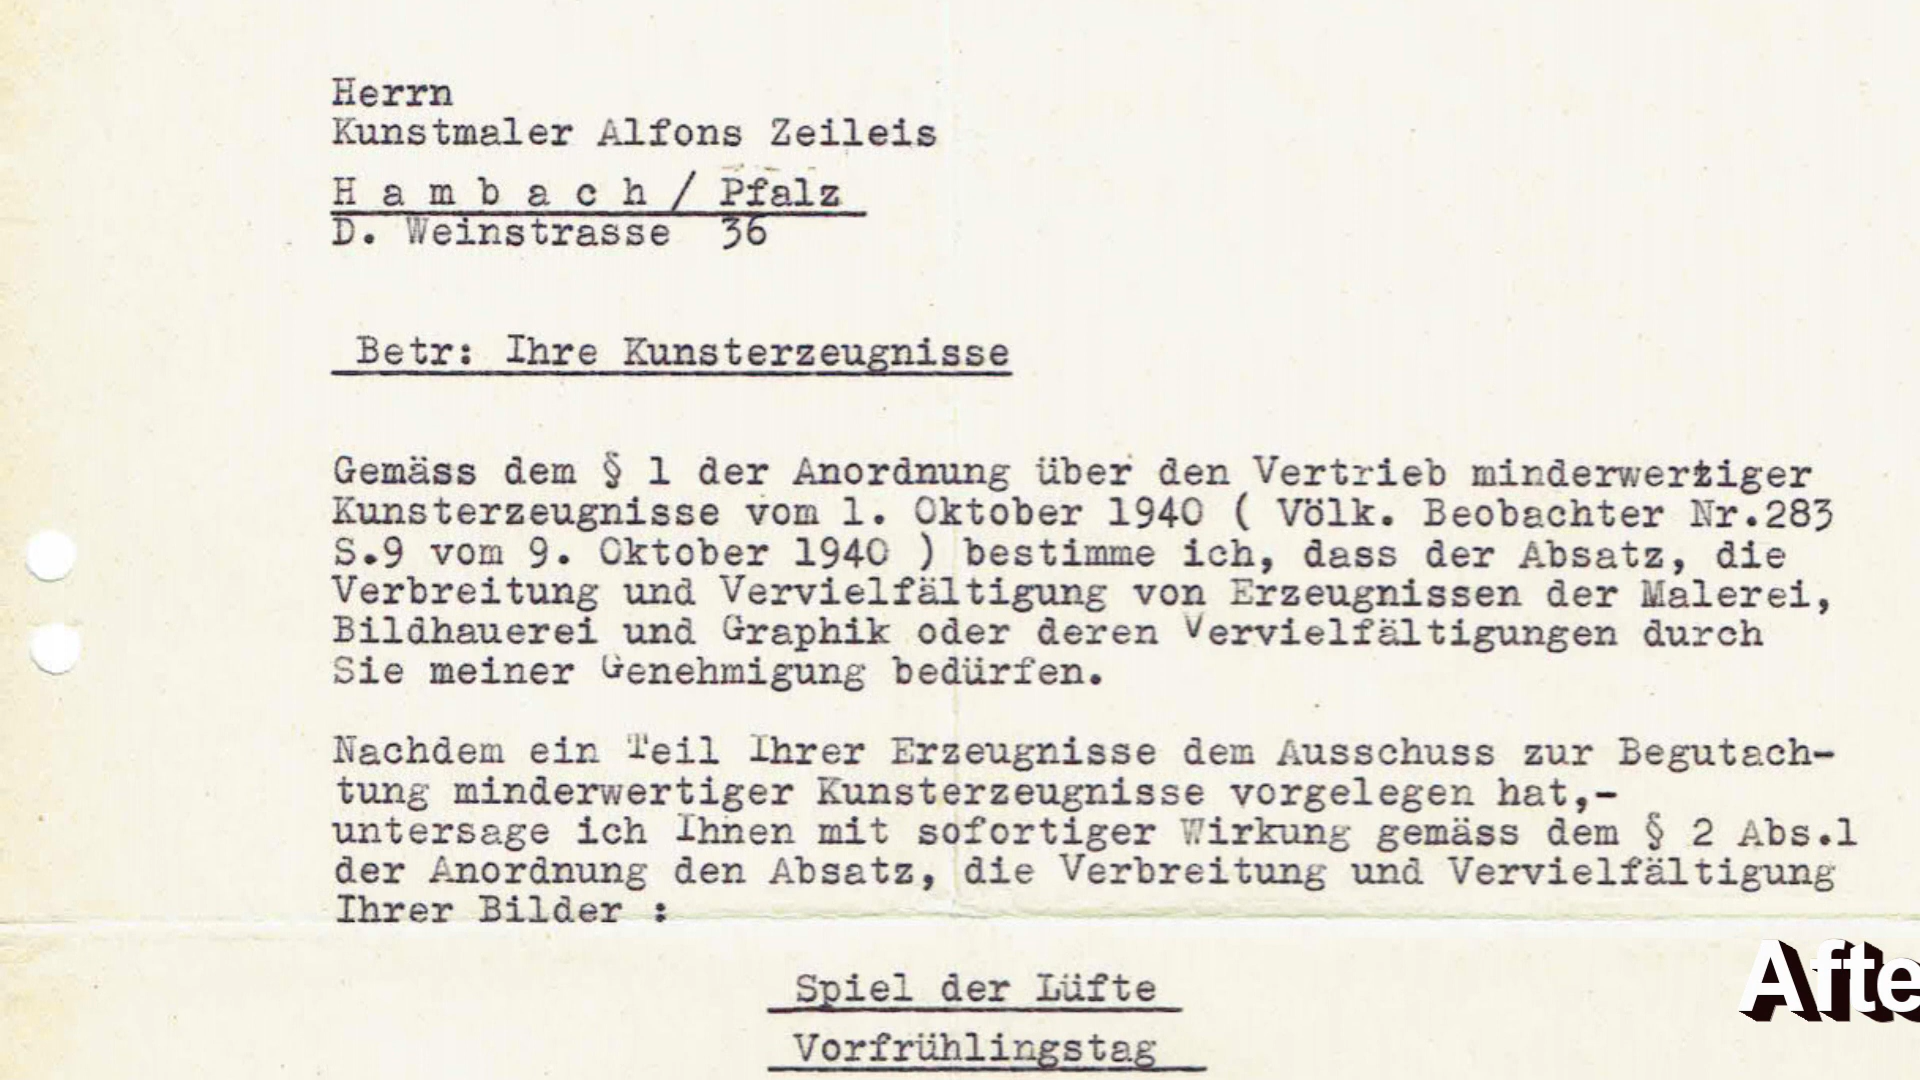 Herrn
Kunstmaler Alfons Zeileis
H a m b a c h / Pfalz
D. Weinstrasse 36
Betr: Ihre Kunsterzeugnisse
Gemäss dem § 1 der Anordnung über den Vertrieb minderwertiger
Kunsterzeugnisse vom 1. Oktober 1940 ( Völk. Beobachter Nr.283
S.9 vom 9. Oktober 1940 ) bestimme ich, dass der Absatz, die
Verbreitung und Vervielfältigung von Erzeugnissen der Malerei,
Bildhauerei und Graphik oder deren Vervielfältigungen durch
Sie meiner Genehmigung bedürfen.
Nachdem ein Teil Ihrer Erzeugnisse dem Ausschuss zur Begutach-
tung minderwertiger Kunsterzeugnisse vorgelegen hat,-
untersage ich Ihnen mit sofortiger Wirkung gemäss dem § 2 Abs.1
der Anordnung den Absatz, die Verbreitung und Vervielfältigung
Ihrer Bilder :
Spiel der Lüfte
Vorfrühlingstag
Afte